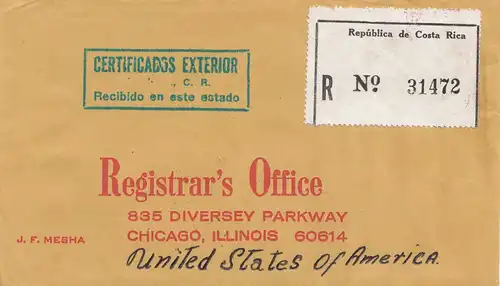 República de Costa Rica
R Nº 31472
CERTIFICADOS EXTERIOR
., C. R.
Recibido en este estado
Registrar's Office
835 DIVERSEY PARKWAY
J. F. MESHA
CHICAGO, ILLINOIS 60614
United States of America.